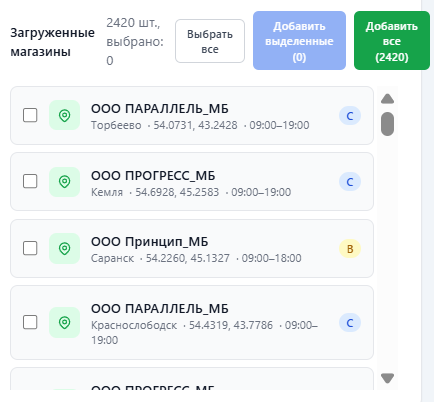 Загруженные
магазины
2420 шт.,
выбрано:
0
Выбрать
все
Добавить
выделенные
(0)
Добавить
все
(2420)
ООО ПАРАЛЛЕЛЬ_МБ
Торбеево · 54.0731, 43.2428 · 09:00–19:00
C
ООО ПРОГРЕСС_МБ
Кемля · 54.6928, 45.2583 · 09:00–19:00
C
ООО Принцип_МБ
Саранск · 54.2260, 45.1327 · 09:00–18:00
B
ООО ПАРАЛЛЕЛЬ_МБ
Краснослободск · 54.4319, 43.7786 · 09:00–
19:00
C
ООО ПРОГРЕСС_МБ